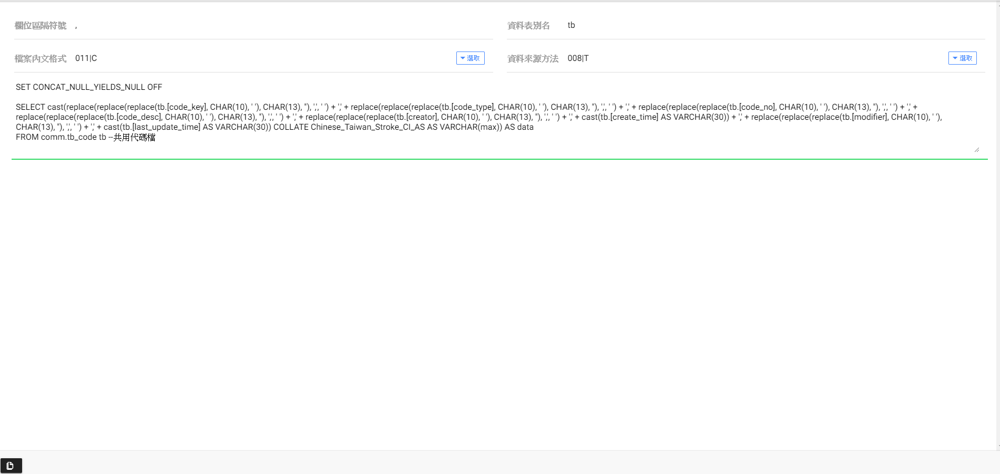 欄位區隔符號 ,
資料表別名 tb
檔案內文格式 011|C 選取
資料來源方法 008|T 選取
SET CONCAT_NULL_YIELDS_NULL OFF
SELECT cast(replace(replace(replace(tb.[code_key], CHAR(10), ' '), CHAR(13), ''), ',', ' ') + ',' + replace(replace(replace(tb.[code_type], CHAR(10), ' '), CHAR(13), ''), ',', ' ') + ',' + replace(replace(replace(tb.[code_no], CHAR(10), ' '), CHAR(13), ''), ',', ' ') + ',' +
replace(replace(replace(tb.[code_desc], CHAR(10), ' '), CHAR(13), ''), ',', ' ') + ',' + replace(replace(replace(tb.[creator], CHAR(10), ' '), CHAR(13), ''), ',', ' ') + ',' + cast(tb.[create_time] AS VARCHAR(30)) + ',' + replace(replace(replace(tb.[modifier], CHAR(10), ' '),
CHAR(13), ''), ',', ' ') + ',' + cast(tb.[last_update_time] AS VARCHAR(30)) COLLATE Chinese_Taiwan_Stroke_CI_AS AS VARCHAR(max)) AS data
FROM comm.tb_code tb --共用代碼檔